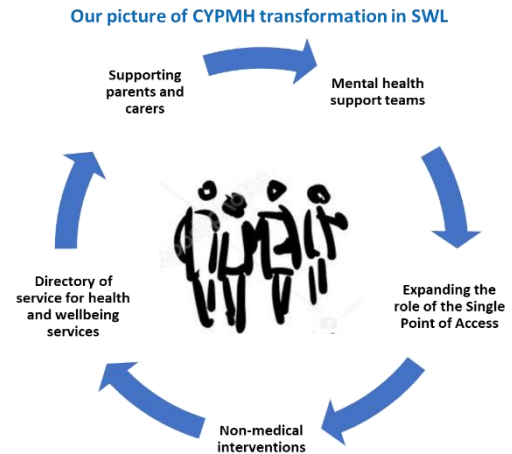 Our picture of CYPMH transformation in SWL
Supporting
parents and
carers
Mental health
support teams
Expanding the
role of the Single
Point of Access
Non-medical
interventions
Directory of
service for health
and wellbeing
services